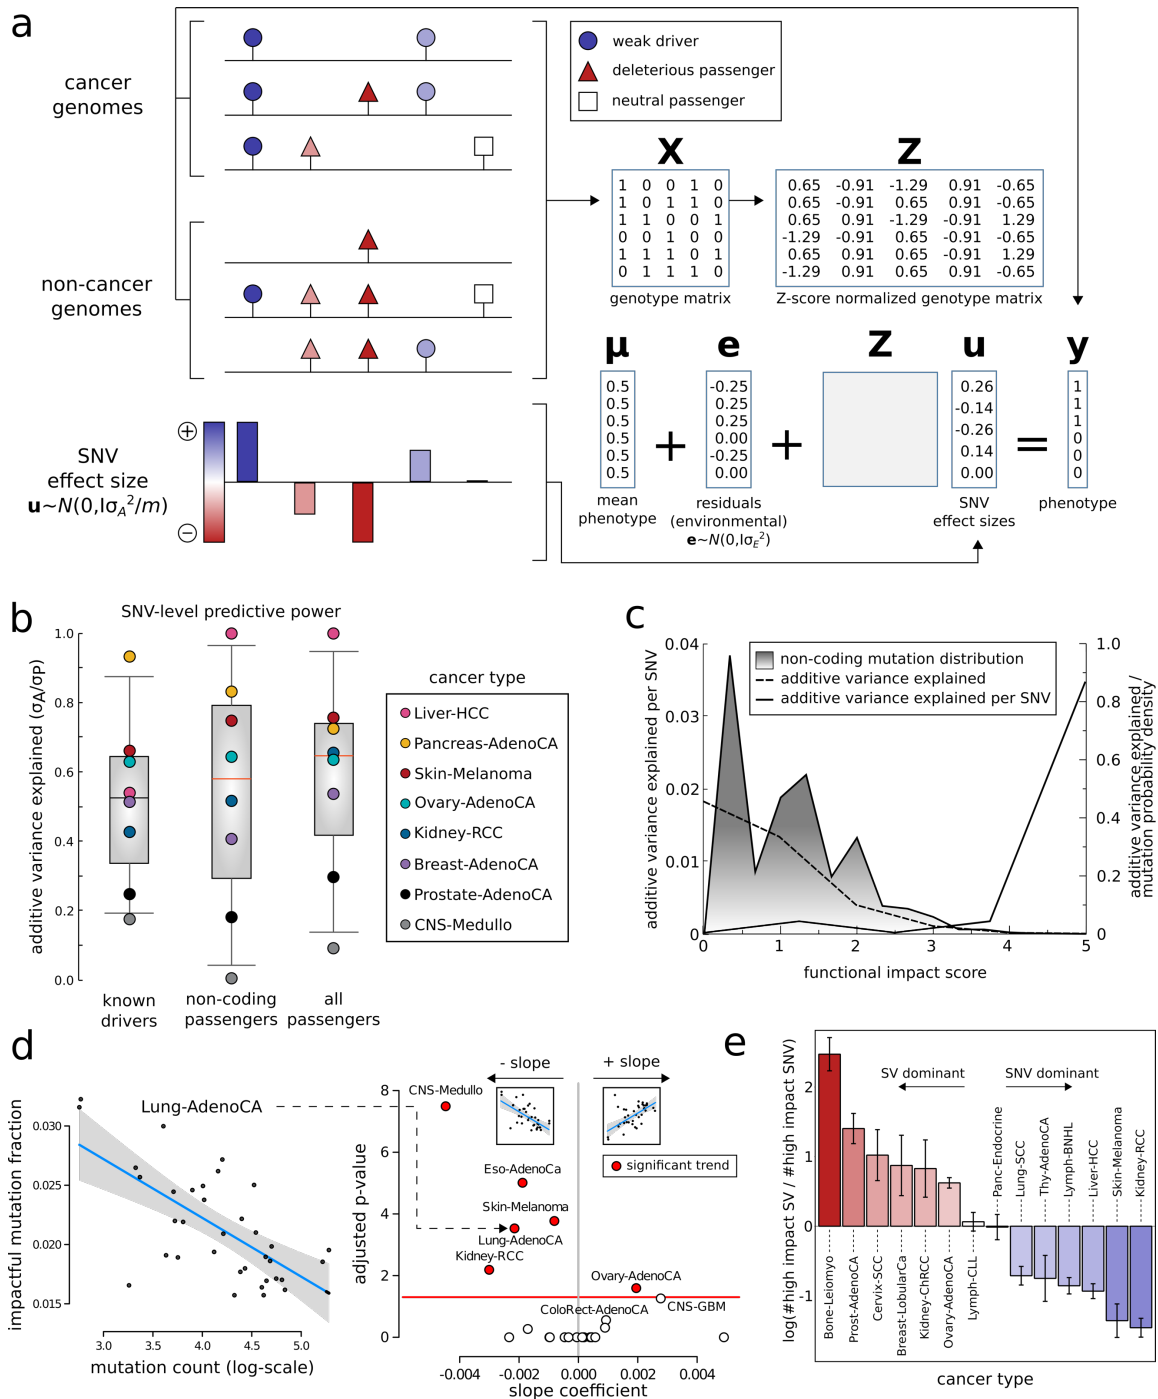 a
cancer
genomes
weak driver
deleterious passenger
neutral passenger
X
1 0 0 1 0
1 0 1 1 0
1 1 0 0 1
0 0 1 0 0
1 1 1 0 1
0 1 1 1 0
genotype matrix
Z
0.65 -0.91 -1.29 0.91 -0.65
0.65 -0.91 0.65 0.91 -0.65
0.65 0.91 -1.29 -0.91 1.29
-1.29 -0.91 0.65 -0.91 -0.65
0.65 0.91 0.65 -0.91 1.29
-1.29 0.91 0.65 0.91 -0.65
Z-score normalized genotype matrix
non-cancer
genomes
μ
0.5
0.5
0.5
0.5
0.5
0.5
mean
phenotype
+
e
-0.25
0.25
0.25
0.00
-0.25
0.00
residuals
(environmental)
e~N(0,Iσ_E²)
+
Z
u
0.26
-0.14
-0.26
0.14
0.00
SNV
effect sizes
=
y
1
1
1
0
0
0
phenotype
SNV
effect size
u~N(0,Iσ_A²/m)
+
−
b
SNV-level predictive power
additive variance explained (σA/σP)
1.0
0.8
0.6
0.4
0.2
0.0
known
drivers
non-coding
passengers
all
passengers
cancer type
Liver-HCC
Pancreas-AdenoCA
Skin-Melanoma
Ovary-AdenoCA
Kidney-RCC
Breast-AdenoCA
Prostate-AdenoCA
CNS-Medullo
c
additive variance explained per SNV
0.04
0.03
0.02
0.01
0
non-coding mutation distribution
additive variance explained
additive variance explained per SNV
1.0
0.8
0.6
0.4
0.2
0
additive variance explained /
mutation probability density
0 1 2 3 4 5
functional impact score
d
impactful mutation fraction
0.030
0.025
0.020
0.015
3.0 3.5 4.0 4.5 5.0
mutation count (log-scale)
Lung-AdenoCA
adjusted p-value
8
6
4
2
0
- slope
+ slope
significant trend
CNS-Medullo
Eso-AdenoCa
Skin-Melanoma
Lung-AdenoCA
Kidney-RCC
Ovary-AdenoCA
CNS-GBM
ColoRect-AdenoCA
-0.004 -0.002 0.000 0.002 0.004
slope coefficient
e
log(#high impact SV / #high impact SNV)
2
1
0
-1
SV dominant
SNV dominant
Bone-Leiomyo
Prost-AdenoCA
Cervix-SCC
Breast-LobularCa
Kidney-ChRCC
Ovary-AdenoCA
Lymph-CLL
Panc-Endocrine
Lung-SCC
Thy-AdenoCA
Lymph-BNHL
Liver-HCC
Skin-Melanoma
Kidney-RCC
cancer type